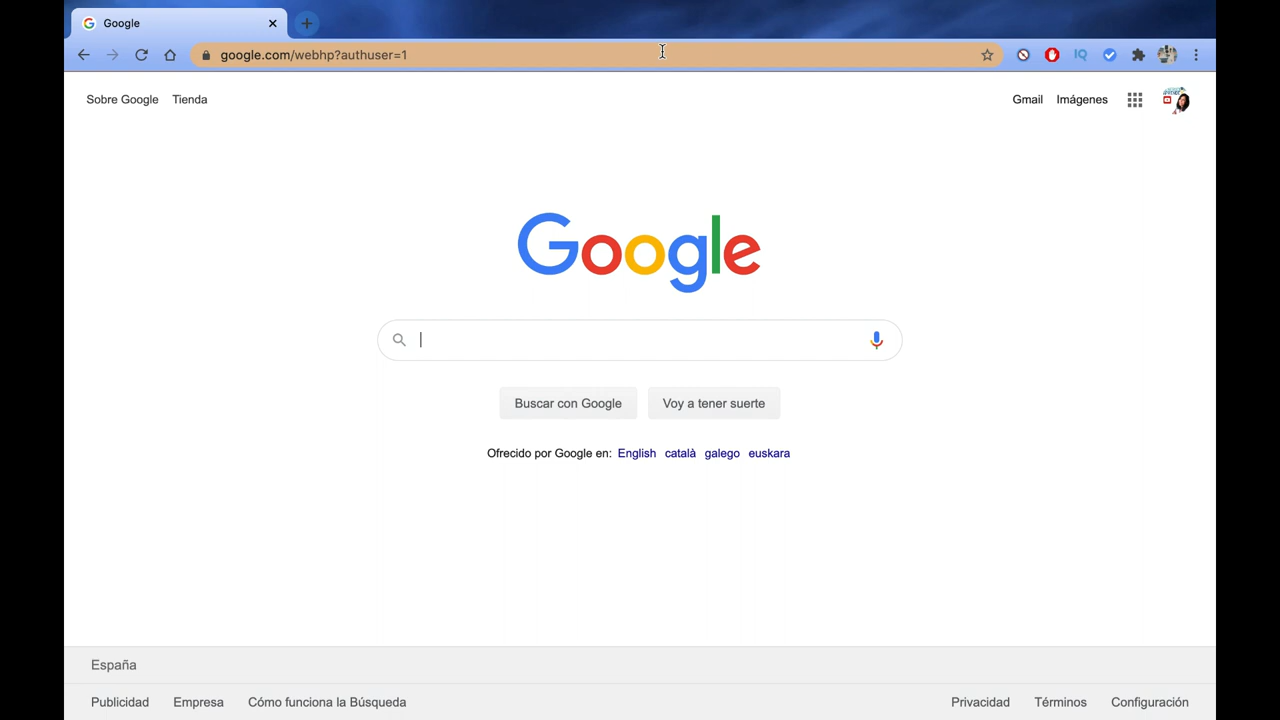 Google
google.com/webhp?authuser=1
IQ
Sobre Google Tienda
Gmail Imágenes
Google
Buscar con Google Voy a tener suerte
Ofrecido por Google en: English català galego euskara
España
Publicidad Empresa Cómo funciona la Búsqueda
Privacidad Términos Configuración